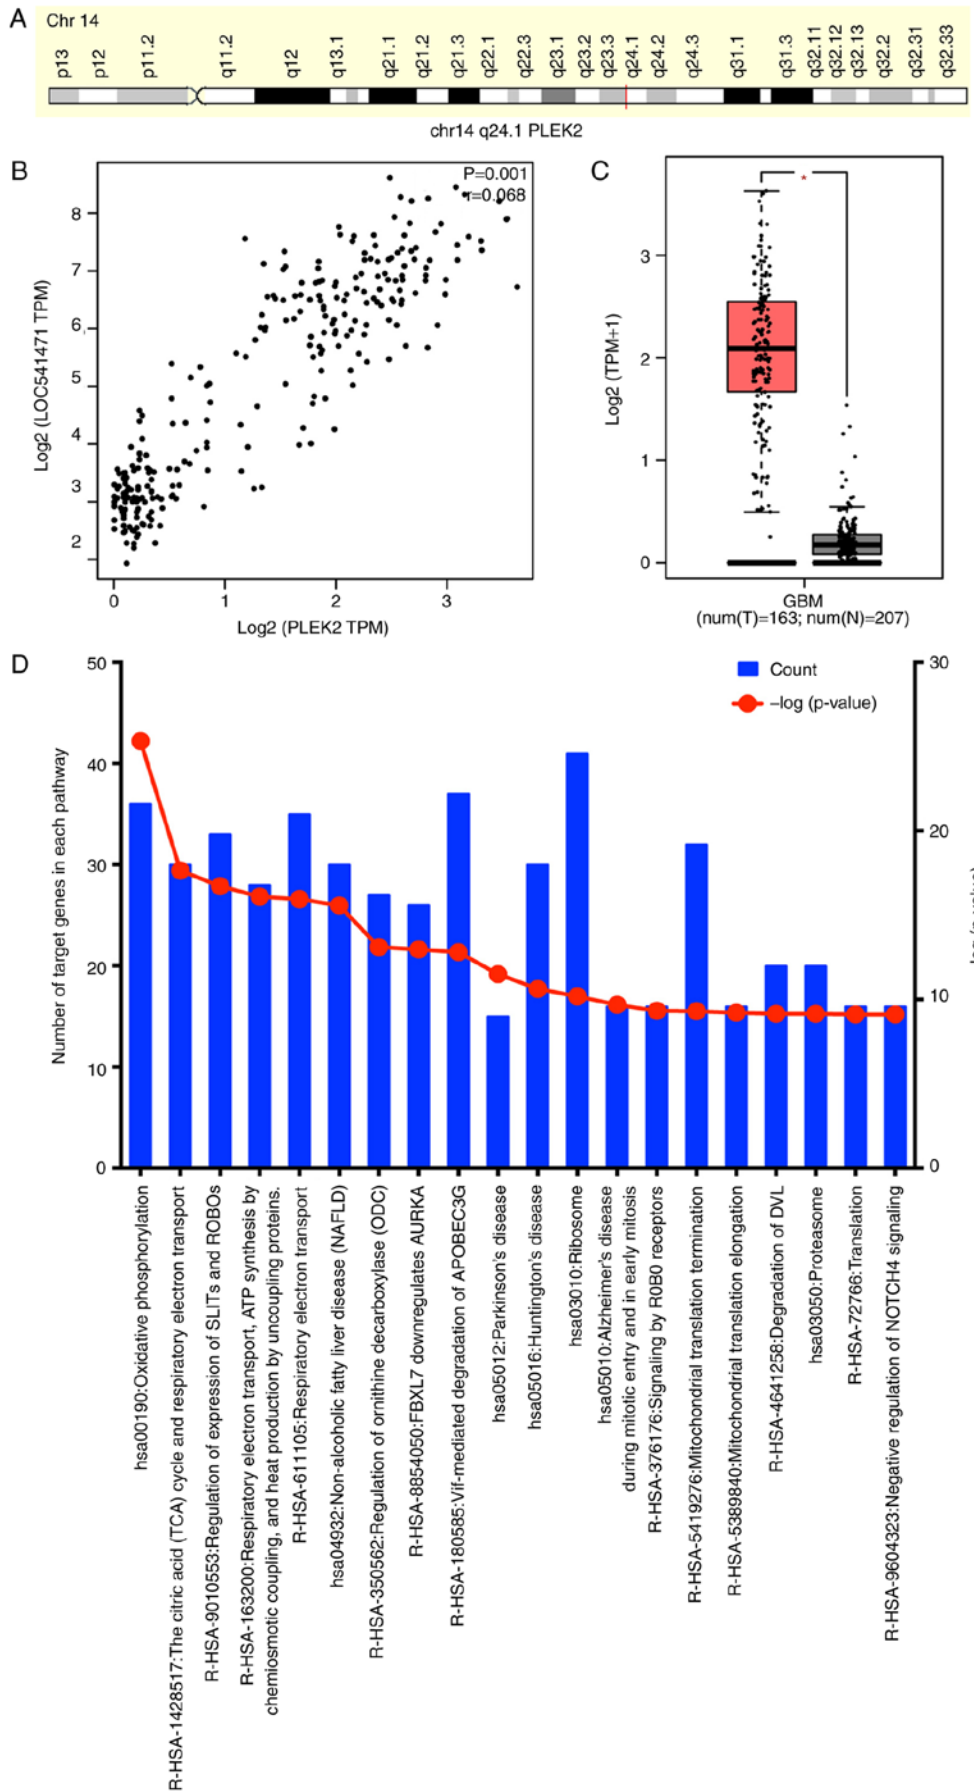 A
Chr 14
p13
p12
p11.2
q11.2
q12
q13.1
q21.1
q21.2
q21.3
q22.1
q22.3
q23.1
q23.2
q23.3
q24.1
q24.2
q24.3
q31.1
q31.3
q32.11
q32.12
q32.13
q32.2
q32.31
q32.33
chr14 q24.1 PLEK2
B
P=0.001
r=0.068
Log2 (LOC541471 TPM)
8
7
6
5
4
3
2
0 1 2 3
Log2 (PLEK2 TPM)
C
*
Log2 (TPM+1)
3
2
1
0
GBM
(num(T)=163; num(N)=207)
D
Count
–log (p-value)
Number of target genes in each pathway
50
40
30
20
10
0
30
20
10
0
hsa00190:Oxidative phosphorylation
R-HSA-1428517:The citric acid (TCA) cycle and respiratory electron transport
R-HSA-9010553:Regulation of expression of SLITs and ROBOs
R-HSA-163200:Respiratory electron transport, ATP synthesis by
chemiosmotic coupling, and heat production by uncoupling proteins.
R-HSA-611105:Respiratory electron transport
hsa04932:Non-alcoholic fatty liver disease (NAFLD)
R-HSA-350562:Regulation of ornithine decarboxylase (ODC)
R-HSA-8854050:FBXL7 downregulates AURKA
R-HSA-180585:Vif-mediated degradation of APOBEC3G
hsa05012:Parkinson's disease
hsa05016:Huntington's disease
hsa03010:Ribosome
hsa05010:Alzheimer's disease
during mitotic entry and in early mitosis
R-HSA-376176:Signaling by R0B0 receptors
R-HSA-5419276:Mitochondrial translation termination
R-HSA-5389840:Mitochondrial translation elongation
R-HSA-4641258:Degradation of DVL
hsa03050:Proteasome
R-HSA-72766:Translation
R-HSA-9604323:Negative regulation of NOTCH4 signaling